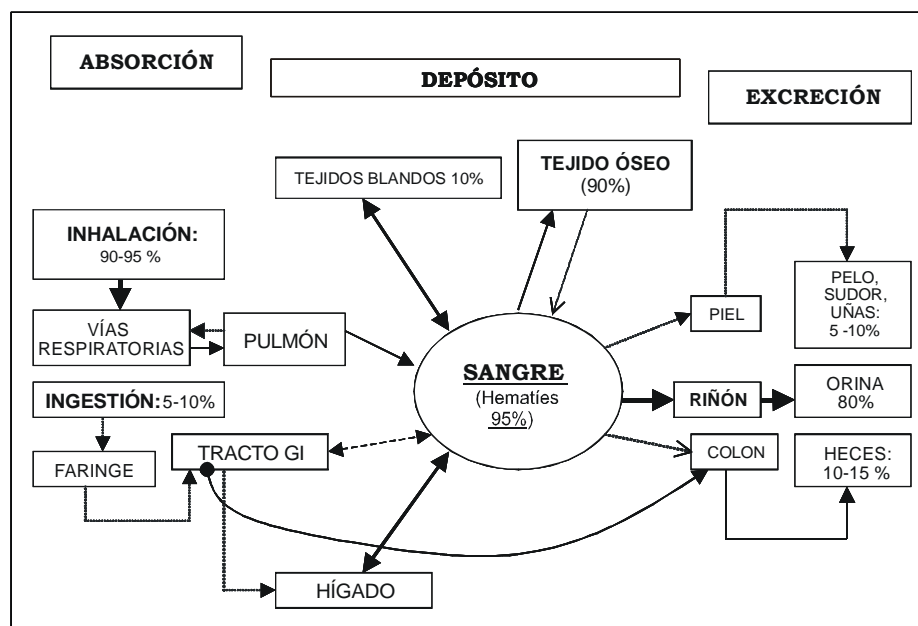 ABSORCIÓN
DEPÓSITO
EXCRECIÓN
TEJIDOS BLANDOS 10%
TEJIDO ÓSEO
(90%)
INHALACIÓN:
90-95 %
VÍAS
RESPIRATORIAS
PULMÓN
INGESTIÓN: 5-10%
FARINGE
TRACTO GI
HÍGADO
SANGRE
(Hematíes
95%)
PIEL
PELO,
SUDOR,
UÑAS:
5 -10%
RIÑÓN
ORINA
80%
COLON
HECES:
10-15 %